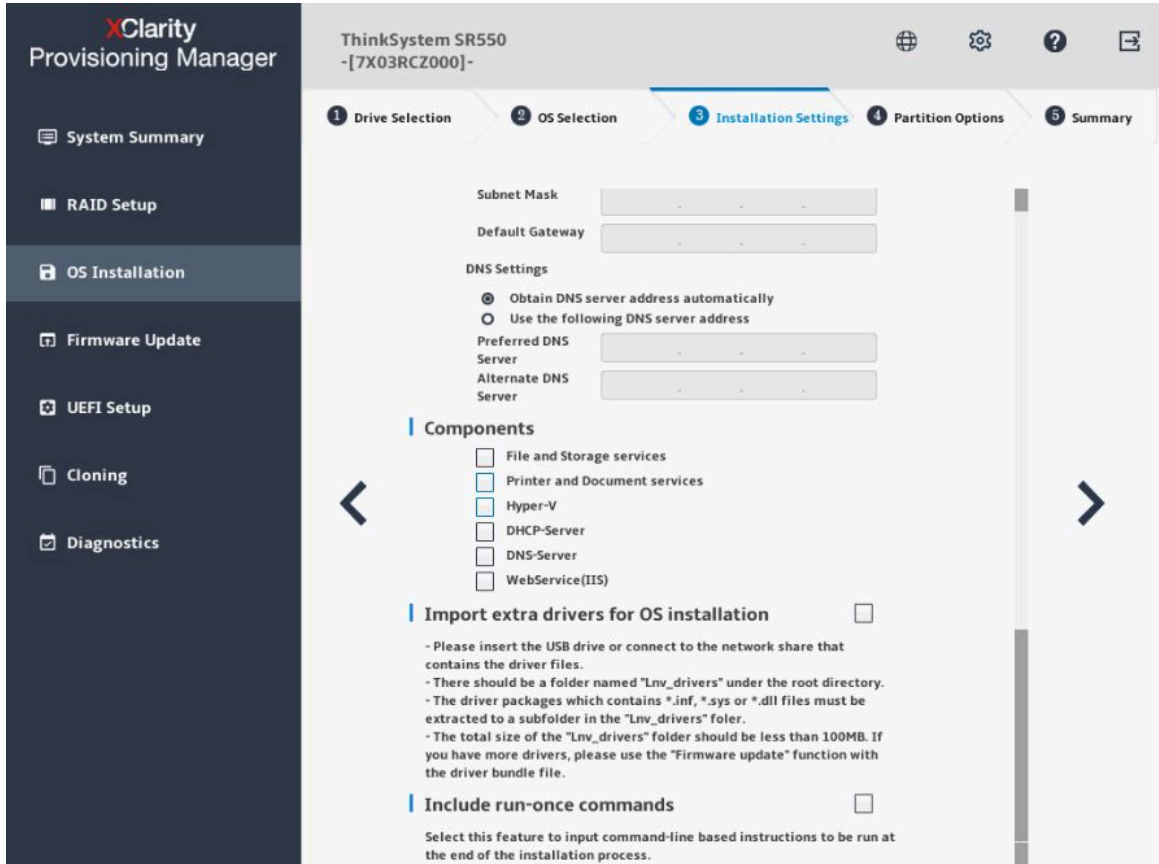 XClarity
Provisioning Manager
ThinkSystem SR550
-[7X03RCZ000]-
1 Drive Selection
2 OS Selection
3 Installation Settings
4 Partition Options
5 Summary
System Summary
RAID Setup
OS Installation
Firmware Update
UEFI Setup
Cloning
Diagnostics
Subnet Mask
Default Gateway
DNS Settings
Obtain DNS server address automatically
Use the following DNS server address
Preferred DNS
Server
Alternate DNS
Server
Components
File and Storage services
Printer and Document services
Hyper-V
DHCP-Server
DNS-Server
WebService(IIS)
Import extra drivers for OS installation
- Please insert the USB drive or connect to the network share that
contains the driver files.
- There should be a folder named "Lnv_drivers" under the root directory.
- The driver packages which contains *.inf, *.sys or *.dll files must be
extracted to a subfolder in the "Lnv_drivers" foler.
- The total size of the "Lnv_drivers" folder should be less than 100MB. If
you have more drivers, please use the "Firmware update" function with
the driver bundle file.
Include run-once commands
Select this feature to input command-line based instructions to be run at
the end of the installation process.